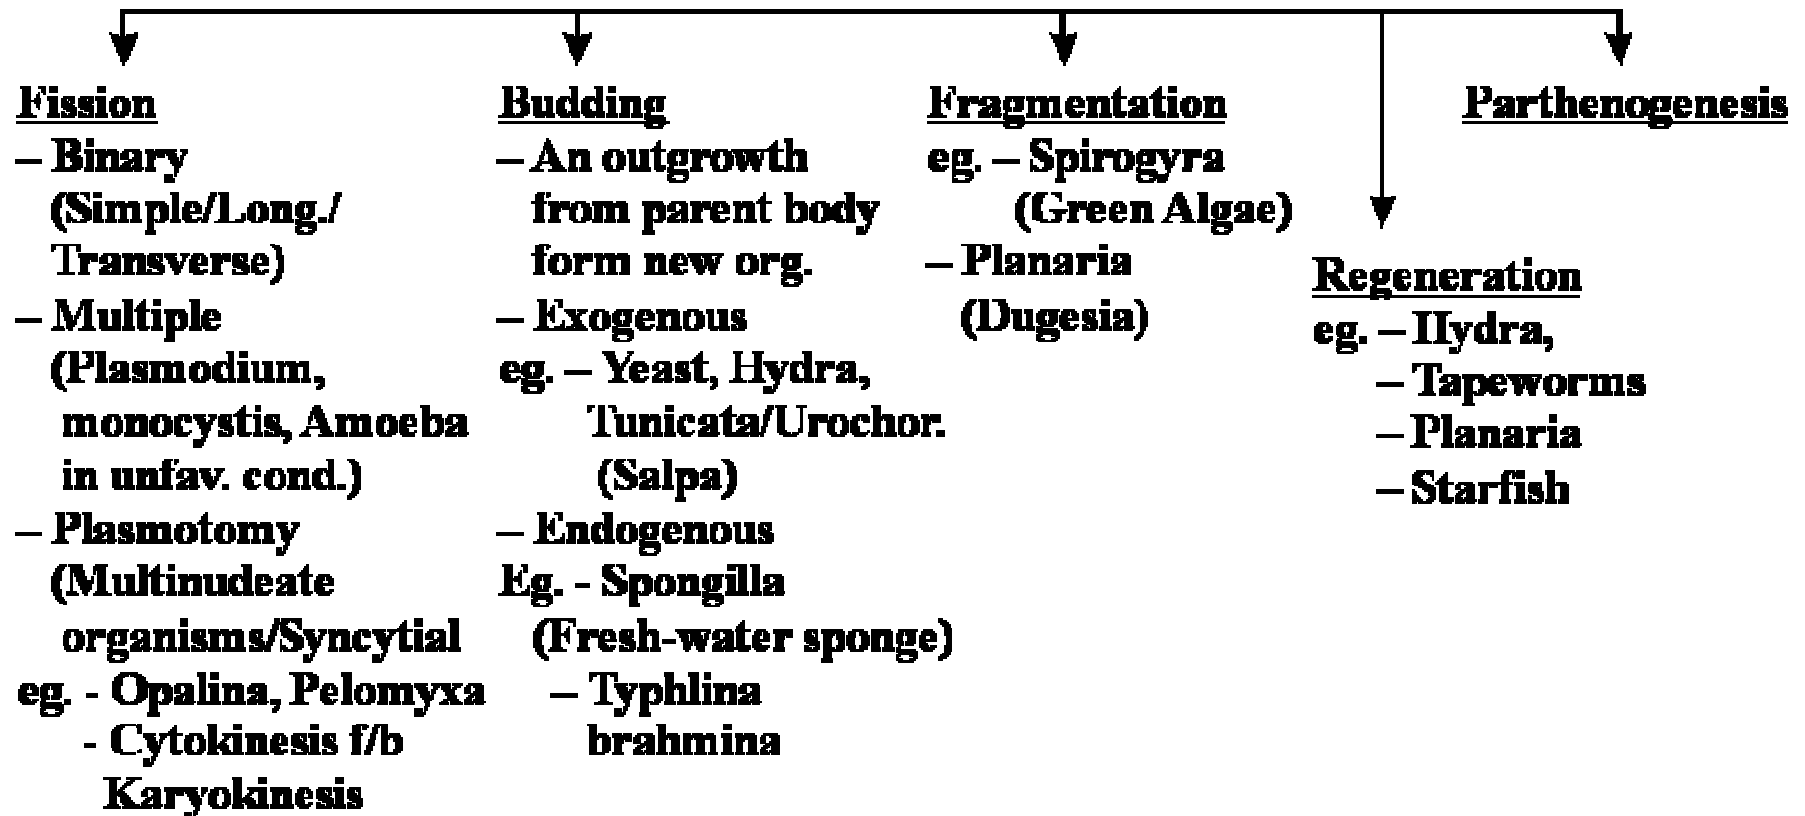 Fission
– Binary
(Simple/Long./
Transverse)
– Multiple
(Plasmodium,
monocystis, Amoeba
in unfav. cond.)
– Plasmotomy
(Multinudeate
organisms/Syncytial
eg. - Opalina, Pelomyxa
- Cytokinesis f/b
Karyokinesis
Budding
– An outgrowth
from parent body
form new org.
– Exogenous
eg. – Yeast, Hydra,
Tunicata/Urochor.
(Salpa)
– Endogenous
Eg. - Spongilla
(Fresh-water sponge)
– Typhlina
brahmina
Fragmentation
eg. – Spirogyra
(Green Algae)
– Planaria
(Dugesia)
Regeneration
eg. – Hydra,
– Tapeworms
– Planaria
– Starfish
Parthenogenesis